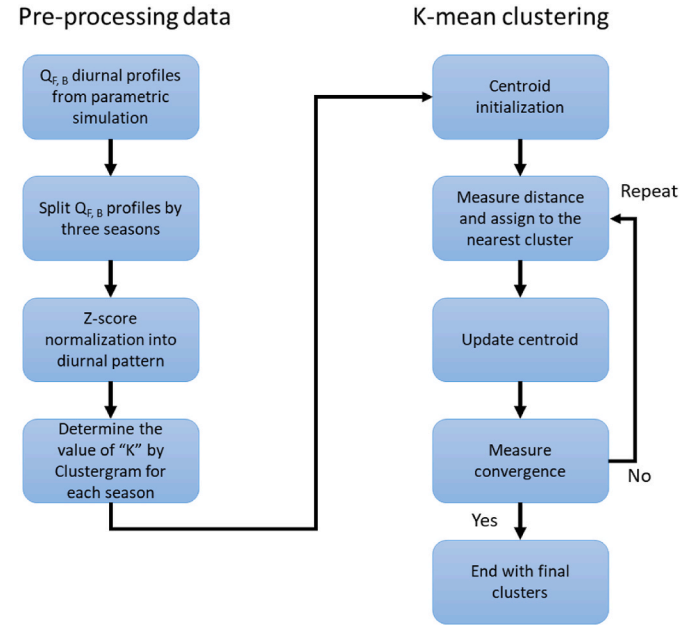 Pre-processing data
Q_F, B diurnal profiles
from parametric
simulation
Split Q_F, B profiles by
three seasons
Z-score
normalization into
diurnal pattern
Determine the
value of “K” by
Clustergram for
each season
K-mean clustering
Centroid
initialization
Measure distance
and assign to the
nearest cluster
Repeat
Update centroid
Measure
convergence
No
Yes
End with final
clusters